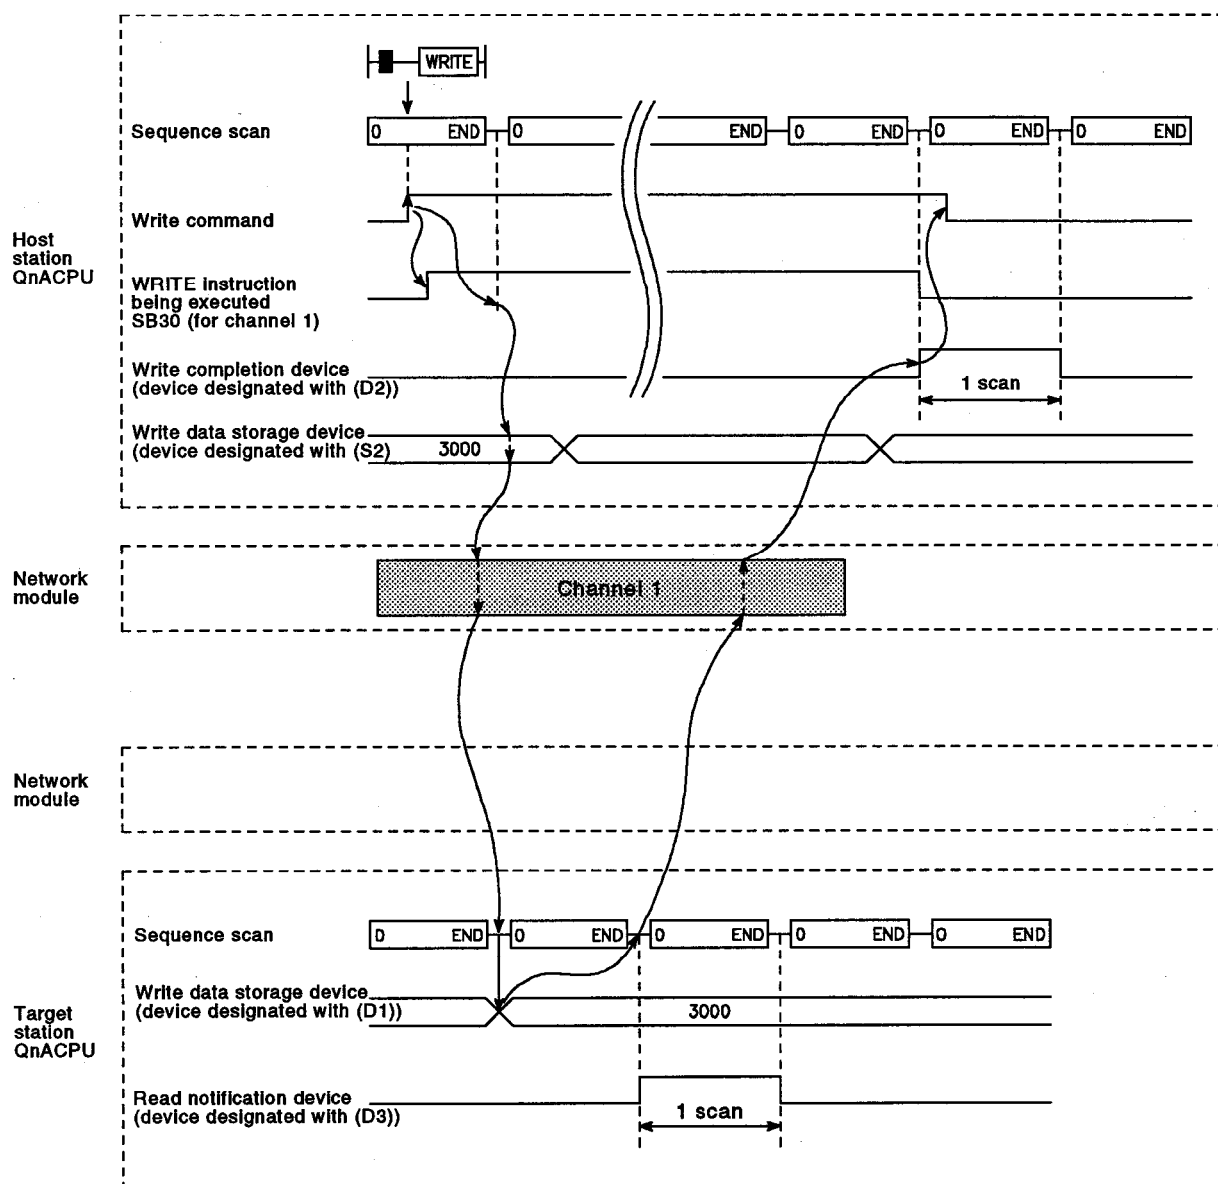 WRITE
Sequence scan
0 END 0 END 0 END 0 END 0
Write command
Host
station
QnACPU
WRITE instruction
being executed
SB30 (for channel 1)
Write completion device
(device designated with (D2))
1 scan
Write data storage device
(device designated with (S2)
3000
Network
module
Channel 1
Network
module
Sequence scan
0 END 0 END 0 END 0 END 0 END
Write data storage device
(device designated with (D1))
3000
Target
station
QnACPU
Read notification device
(device designated with (D3))
1 scan